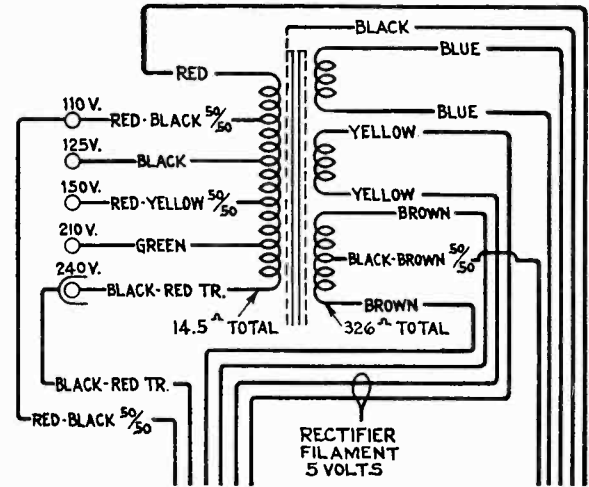 BLACK
BLUE
RED
110 V.
RED-BLACK 50/50
BLUE
125V.
BLACK
YELLOW
150V.
RED-YELLOW 50/50
YELLOW
210 V.
GREEN
BROWN
240 V.
BLACK-RED TR.
BLACK-BROWN 50/50
BROWN
14.5 Ω TOTAL
326 Ω TOTAL
BLACK-RED TR.
RED-BLACK 50/50
RECTIFIER
FILAMENT
5 VOLTS